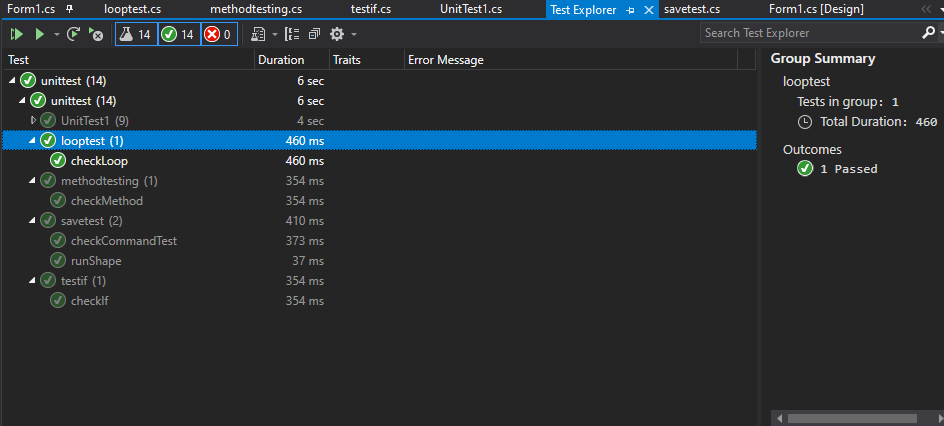 Form1.cs looptest.cs methodtesting.cs testif.cs UnitTest1.cs Test Explorer savetest.cs Form1.cs [Design]
14 14 0 Search Test Explorer
Test Duration Traits Error Message
unittest (14) 6 sec
unittest (14) 6 sec
UnitTest1 (9) 4 sec
looptest (1) 460 ms
checkLoop 460 ms
methodtesting (1) 354 ms
checkMethod 354 ms
savetest (2) 410 ms
checkCommandTest 373 ms
runShape 37 ms
testif (1) 354 ms
checkIf 354 ms
Group Summary
looptest
Tests in group: 1
Total Duration: 460
Outcomes
1 Passed